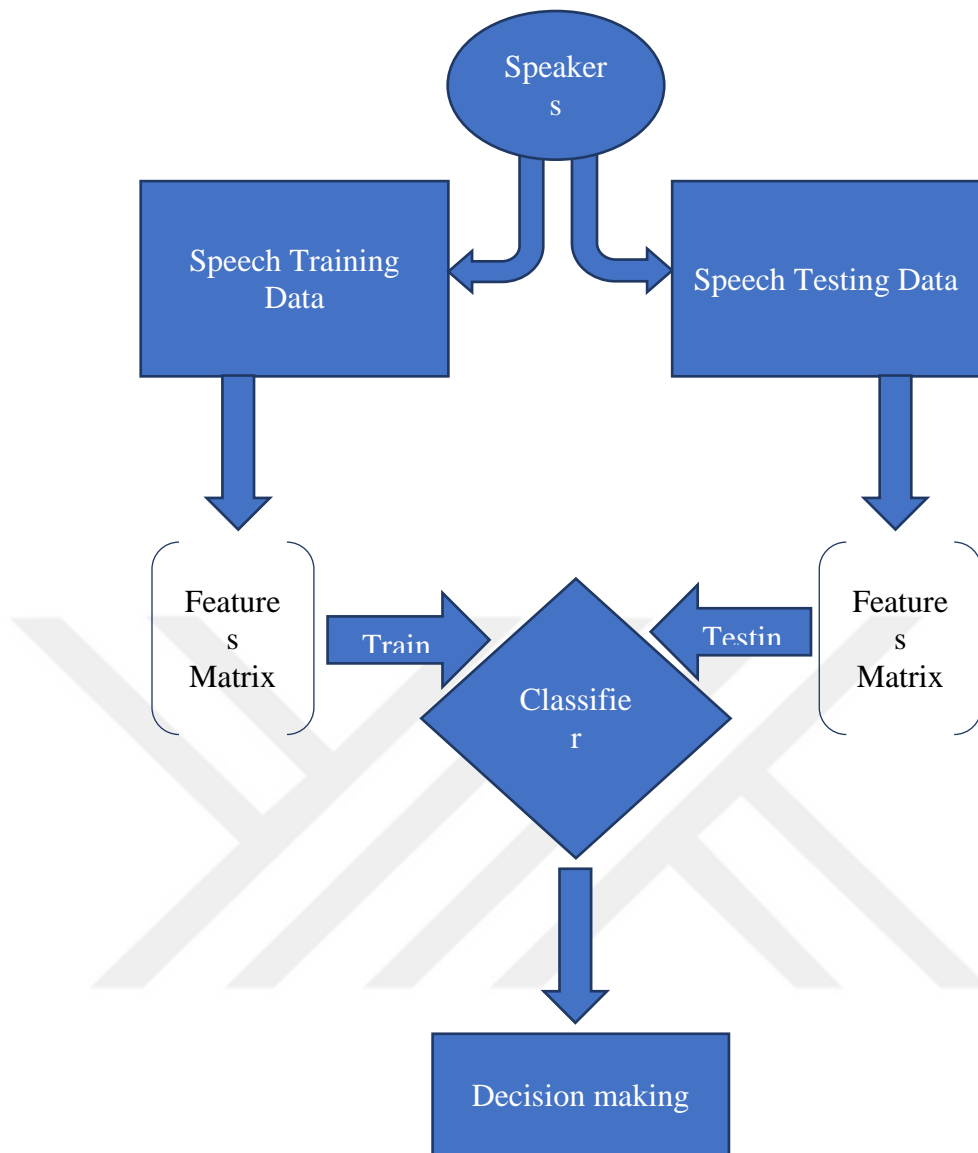 Speaker
s
Speech Training
Data
Speech Testing Data
Feature
s
Matrix
Train
Testin
Feature
s
Matrix
Classifie
r
Decision making